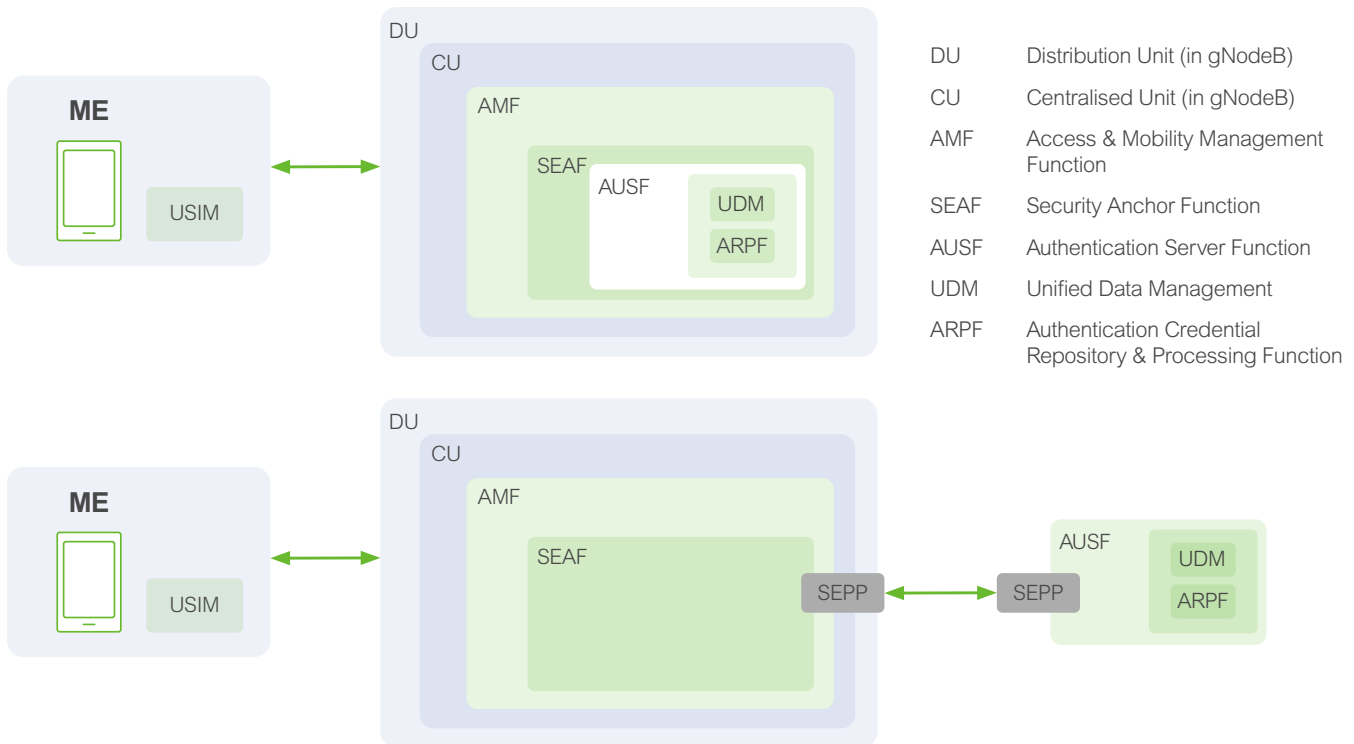 DU
CU
ME
AMF
SEAF
AUSF
USIM
UDM
ARPF
DU Distribution Unit (in gNodeB)
CU Centralised Unit (in gNodeB)
AMF Access & Mobility Management
Function
SEAF Security Anchor Function
AUSF Authentication Server Function
UDM Unified Data Management
ARPF Authentication Credential
Repository & Processing Function
DU
CU
ME
AMF
SEAF
USIM
SEPP
SEPP
AUSF
UDM
ARPF